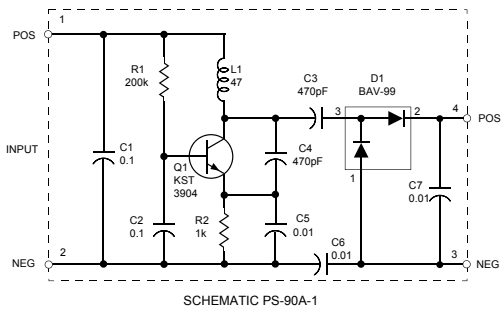 1
POS
R1
200k
L1
47
C3
470pF
D1
BAV-99
3
2
4
POS
INPUT
C1
0.1
Q1
KST
3904
C4
470pF
1
C7
0.01
C2
0.1
R2
1k
C5
0.01
C6
0.01
2
NEG
3
NEG
SCHEMATIC PS-90A-1